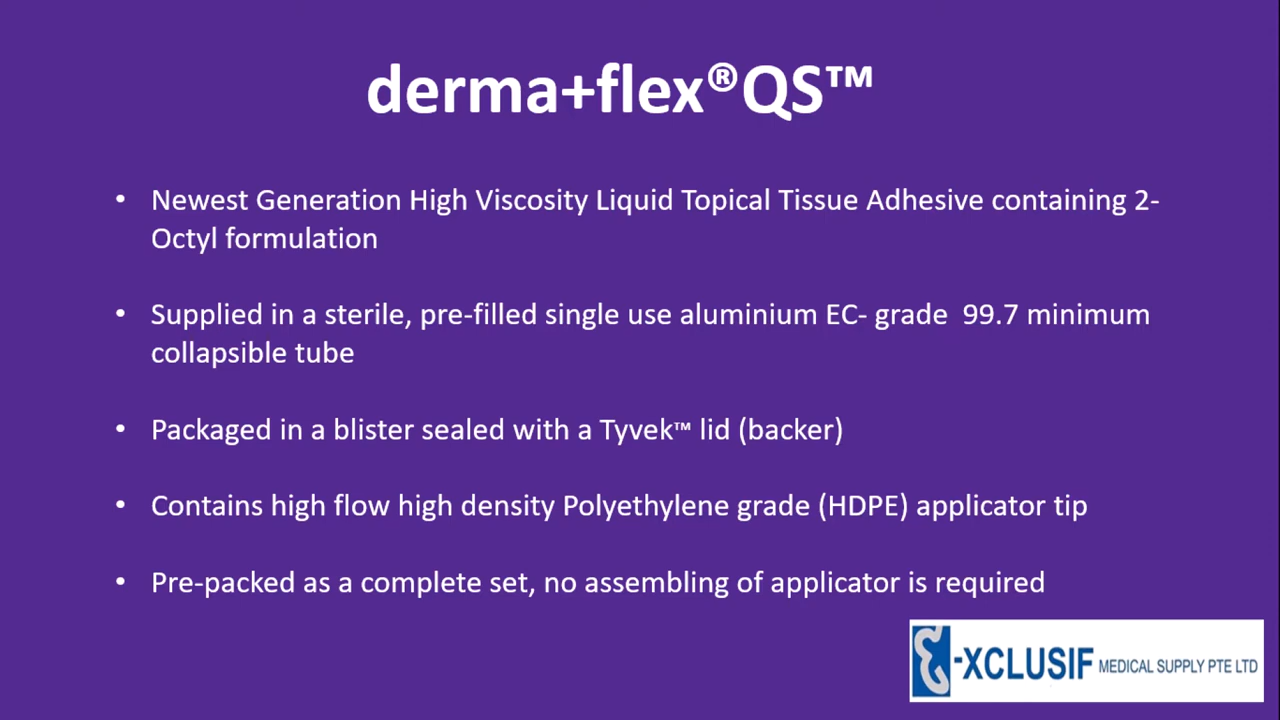 derma+flex®QS™
• Newest Generation High Viscosity Liquid Topical Tissue Adhesive containing 2-
Octyl formulation
• Supplied in a sterile, pre-filled single use aluminium EC- grade  99.7 minimum
collapsible tube
• Packaged in a blister sealed with a Tyvek™ lid (backer)
• Contains high flow high density Polyethylene grade (HDPE) applicator tip
• Pre-packed as a complete set, no assembling of applicator is required
E-XCLUSIF MEDICAL SUPPLY PTE LTD